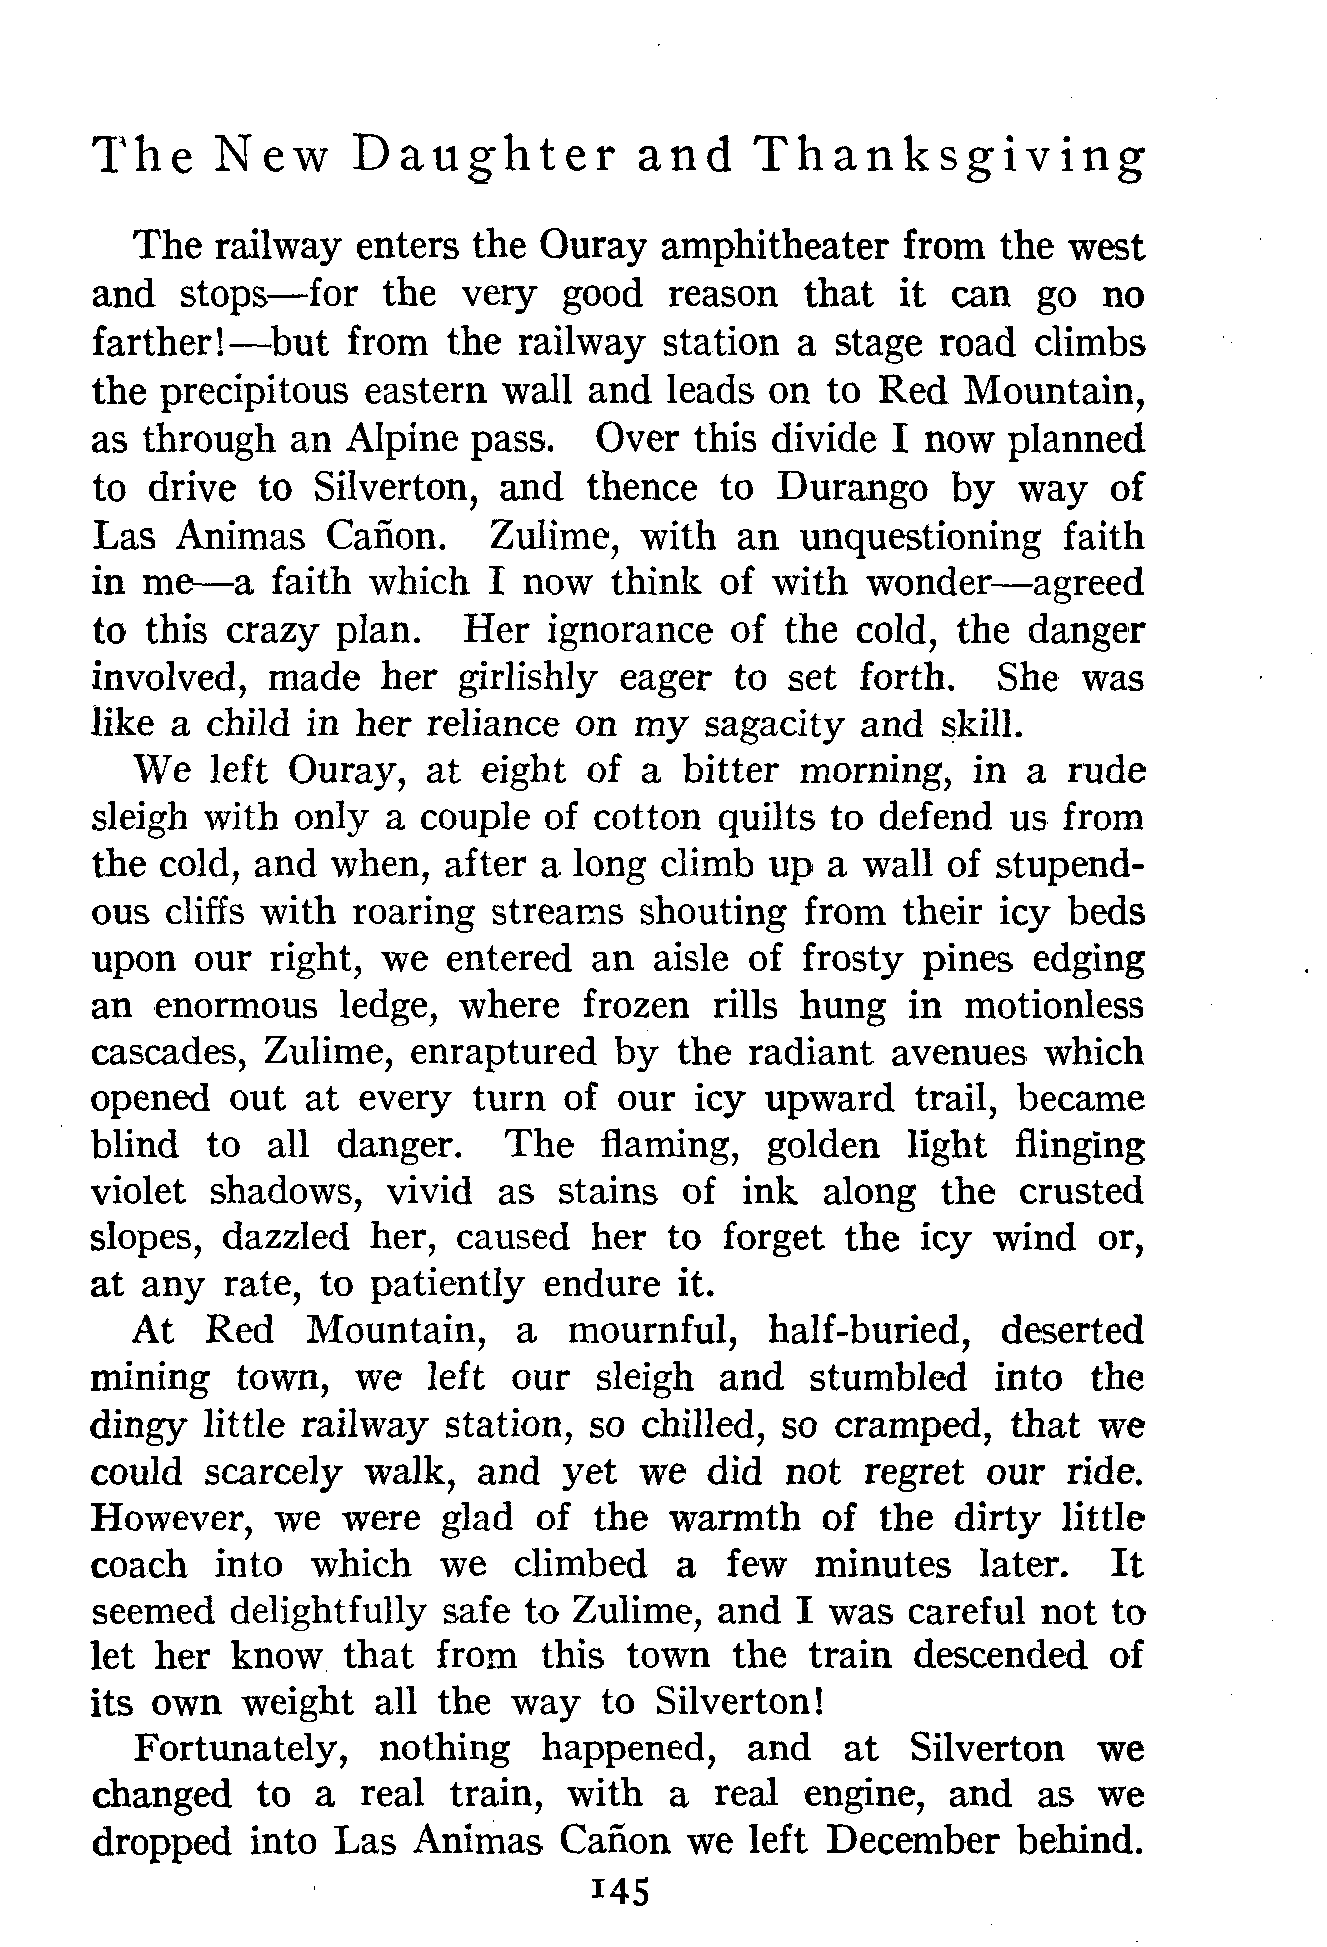 The New Daughter and Thanksgiving
The railway enters the Ouray amphitheater from the west
and stops—for the very good reason that it can go no
farther!—but from the railway station a stage road climbs
the precipitous eastern wall and leads on to Red Mountain,
as through an Alpine pass. Over this divide I now planned
to drive to Silverton, and thence to Durango by way of
Las Animas Cañon. Zulime, with an unquestioning faith
in me—a faith which I now think of with wonder—agreed
to this crazy plan. Her ignorance of the cold, the danger
involved, made her girlishly eager to set forth. She was
like a child in her reliance on my sagacity and skill.
We left Ouray, at eight of a bitter morning, in a rude
sleigh with only a couple of cotton quilts to defend us from
the cold, and when, after a long climb up a wall of stupend-
ous cliffs with roaring streams shouting from their icy beds
upon our right, we entered an aisle of frosty pines edging
an enormous ledge, where frozen rills hung in motionless
cascades, Zulime, enraptured by the radiant avenues which
opened out at every turn of our icy upward trail, became
blind to all danger. The flaming, golden light flinging
violet shadows, vivid as stains of ink along the crusted
slopes, dazzled her, caused her to forget the icy wind or,
at any rate, to patiently endure it.
At Red Mountain, a mournful, half-buried, deserted
mining town, we left our sleigh and stumbled into the
dingy little railway station, so chilled, so cramped, that we
could scarcely walk, and yet we did not regret our ride.
However, we were glad of the warmth of the dirty little
coach into which we climbed a few minutes later. It
seemed delightfully safe to Zulime, and I was careful not to
let her know that from this town the train descended of
its own weight all the way to Silverton!
Fortunately, nothing happened, and at Silverton we
changed to a real train, with a real engine, and as we
dropped into Las Animas Cañon we left December behind.
145